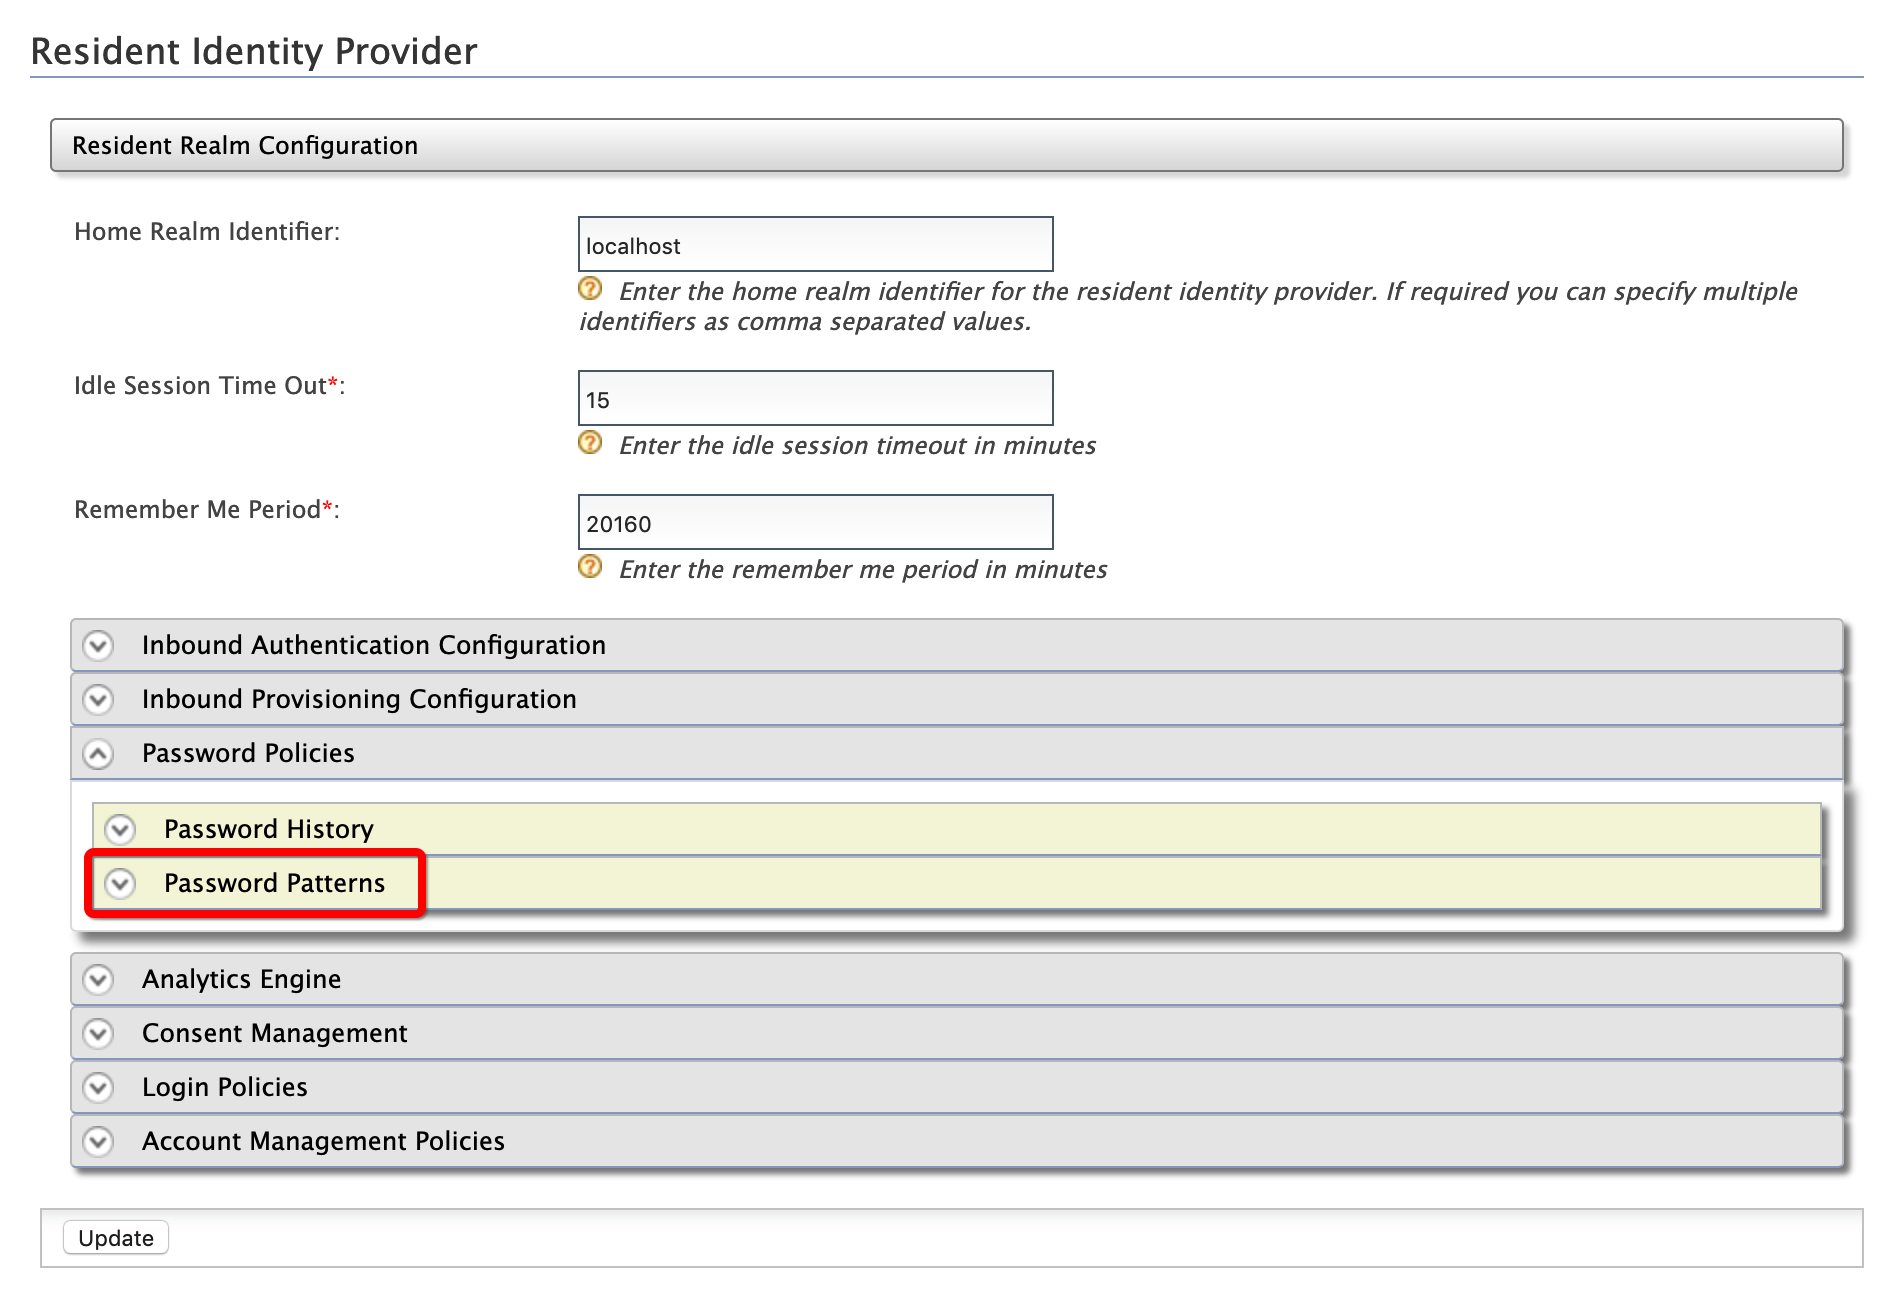 Resident Identity Provider
Resident Realm Configuration
Home Realm Identifier:
localhost
? Enter the home realm identifier for the resident identity provider. If required you can specify multiple
identifiers as comma separated values.
Idle Session Time Out*:
15
? Enter the idle session timeout in minutes
Remember Me Period*:
20160
? Enter the remember me period in minutes
Inbound Authentication Configuration
Inbound Provisioning Configuration
Password Policies
Password History
Password Patterns
Analytics Engine
Consent Management
Login Policies
Account Management Policies
Update